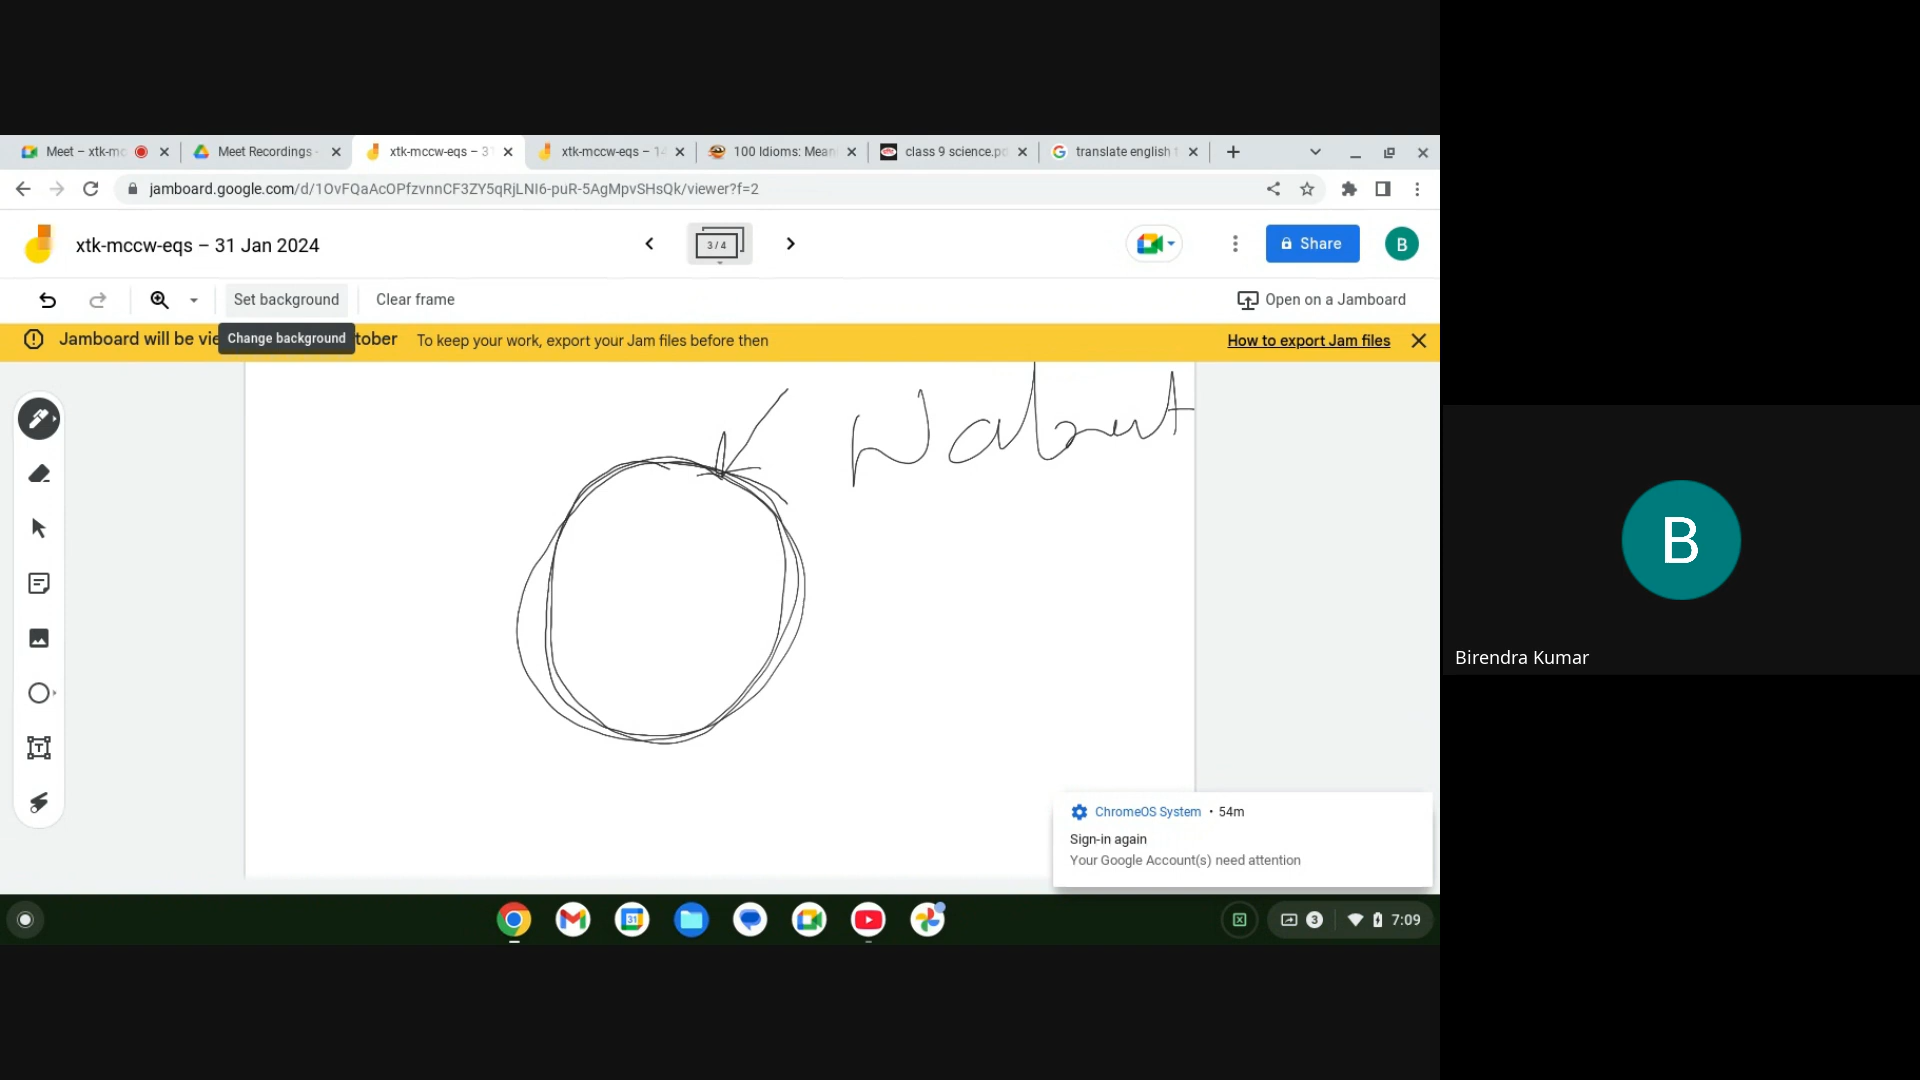 Meet – xtk-mc
Meet Recordings -
xtk-mccw-eqs – 31
xtk-mccw-eqs – 14
100 Idioms: Mean
class 9 science.pd
translate english t
jamboard.google.com/d/1OvFQaAcOPfzvnnCF3ZY5qRjLNI6-puR-5AgMpvSHsQk/viewer?f=2
xtk-mccw-eqs – 31 Jan 2024
3 / 4
Share
B
Set background
Clear frame
Open on a Jamboard
Jamboard will be vie
Change background
tober
To keep your work, export your Jam files before then
How to export Jam files
B
Birendra Kumar
ChromeOS System • 54m
Sign-in again
Your Google Account(s) need attention
31
3
7:09